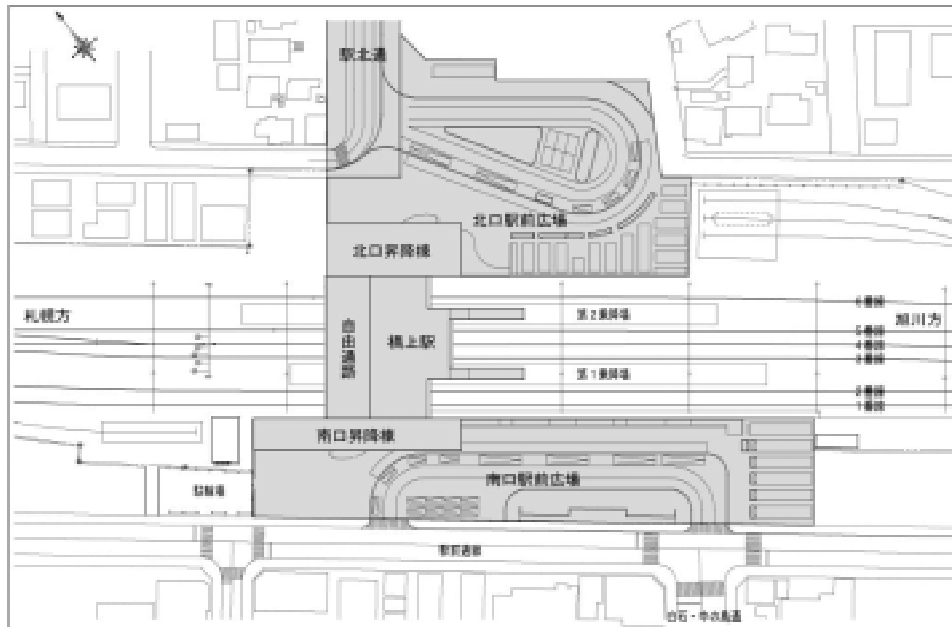 駅北通
北口駅前広場
北口昇降棟
札幌方
自由通路
橋上駅
第2乗降場
第1乗降場
6番線
旭川方
5番線
4番線
3番線
2番線
1番線
南口昇降棟
駐輪場
南口駅前広場
駅前通線